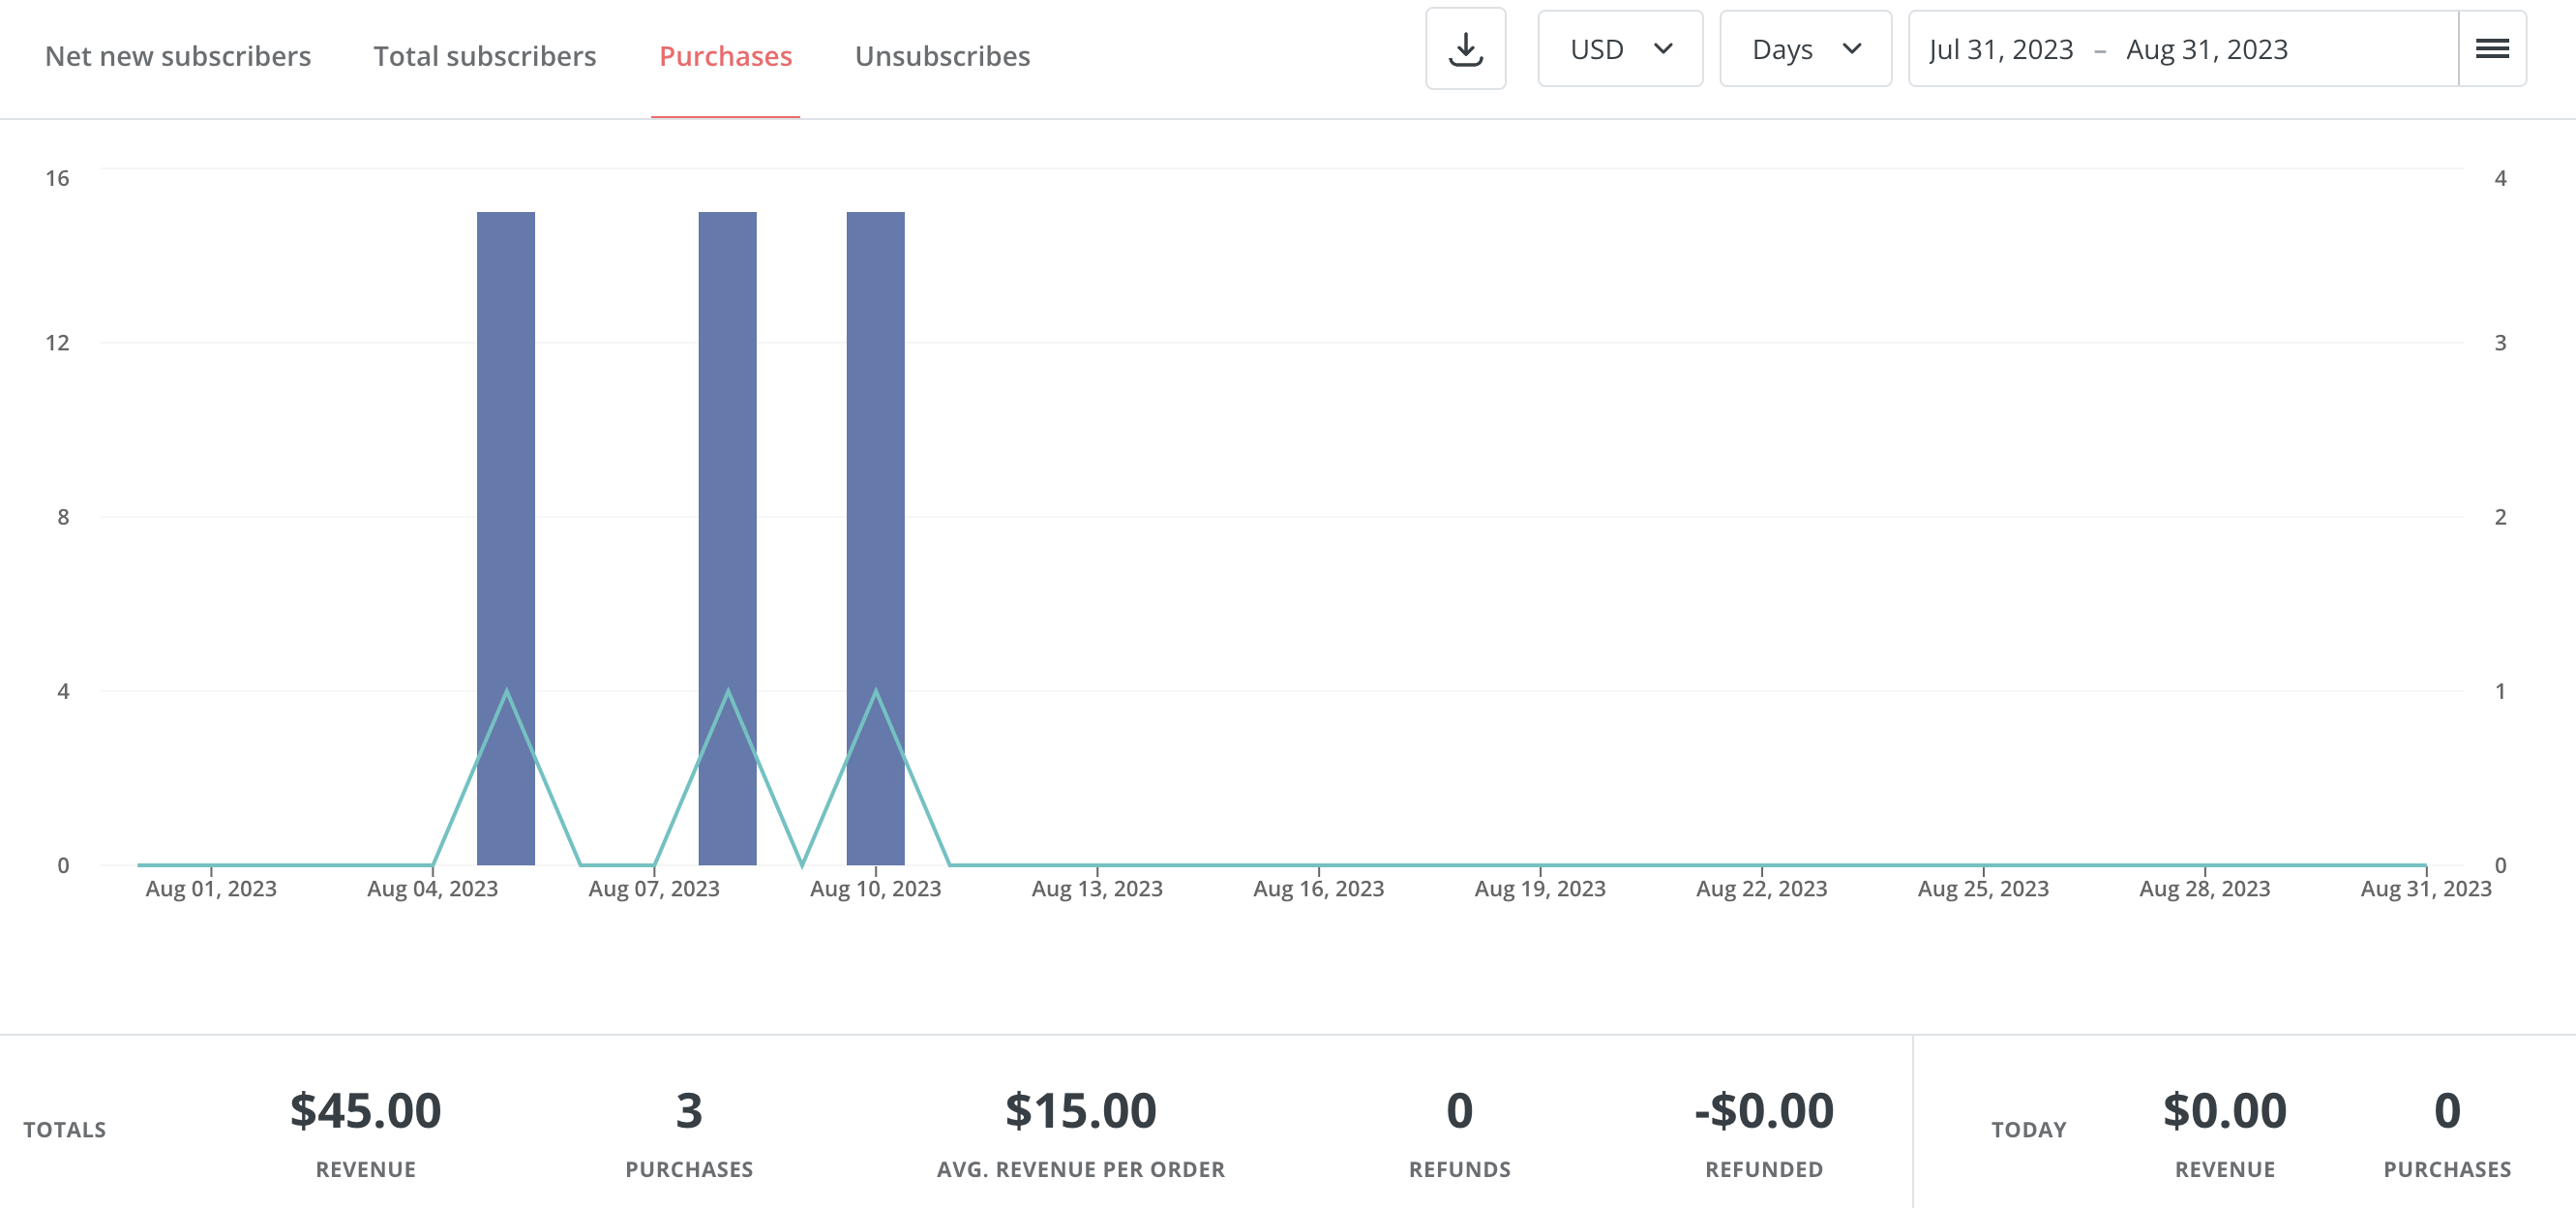 Net new subscribers Total subscribers Purchases Unsubscribes USD Days Jul 31, 2023 – Aug 31, 2023
16 4
12 3
8 2
4 1
0 0
Aug 01, 2023 Aug 04, 2023 Aug 07, 2023 Aug 10, 2023 Aug 13, 2023 Aug 16, 2023 Aug 19, 2023 Aug 22, 2023 Aug 25, 2023 Aug 28, 2023 Aug 31, 2023
$45.00 3 $15.00 0 -$0.00 $0.00 0
TOTALS TODAY
REVENUE PURCHASES AVG. REVENUE PER ORDER REFUNDS REFUNDED REVENUE PURCHASES